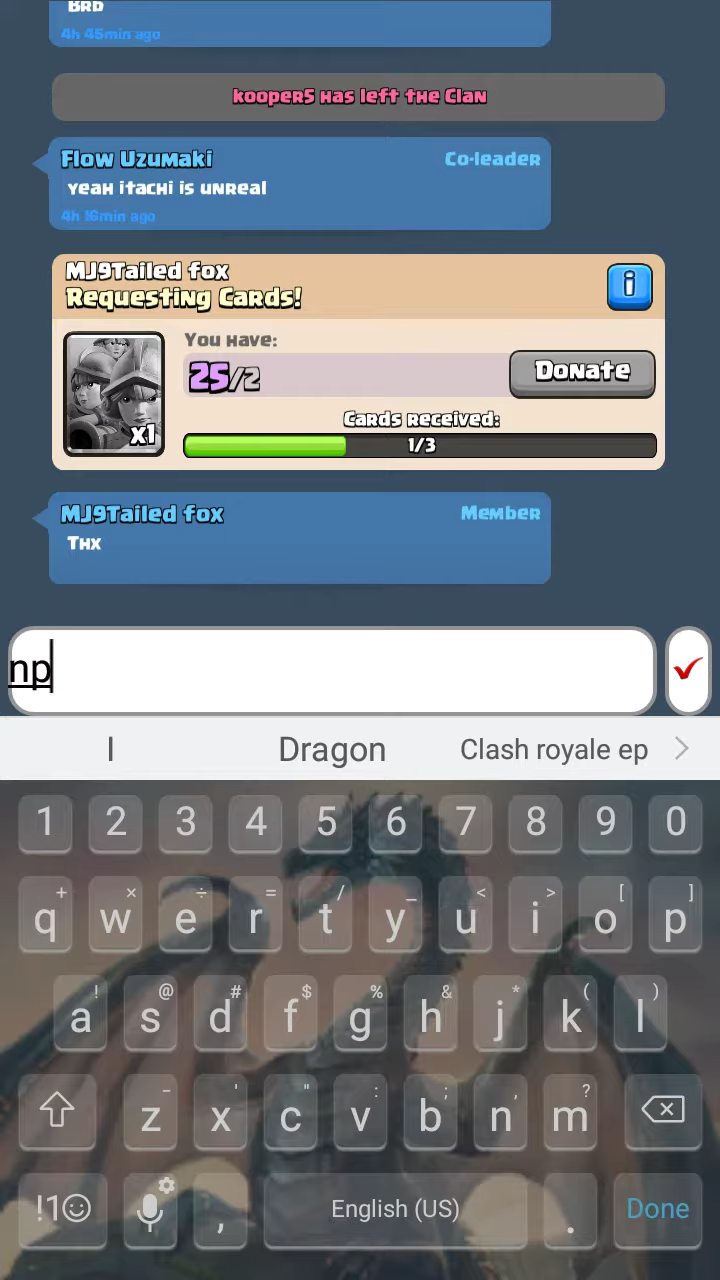 BRB
4h 45min ago
kooper5 has left the Clan
Flow Uzumaki Co-leader
yeah itachi is unreal
4h 16min ago
MJ9Tailed fox
Requesting Cards!
i
You have:
25/2
Donate
x1
Cards received:
1/3
MJ9Tailed fox Member
Thx
np
I Dragon Clash royale ep
1 2 3 4 5 6 7 8 9 0
+ × ÷ = / _ < > [ ]
q w e r t y u i o p
! @ # $ % & * ( )
a s d f g h j k l
- ' " : ; , ?
z x c v b n m
!1☺ , English (US) . Done